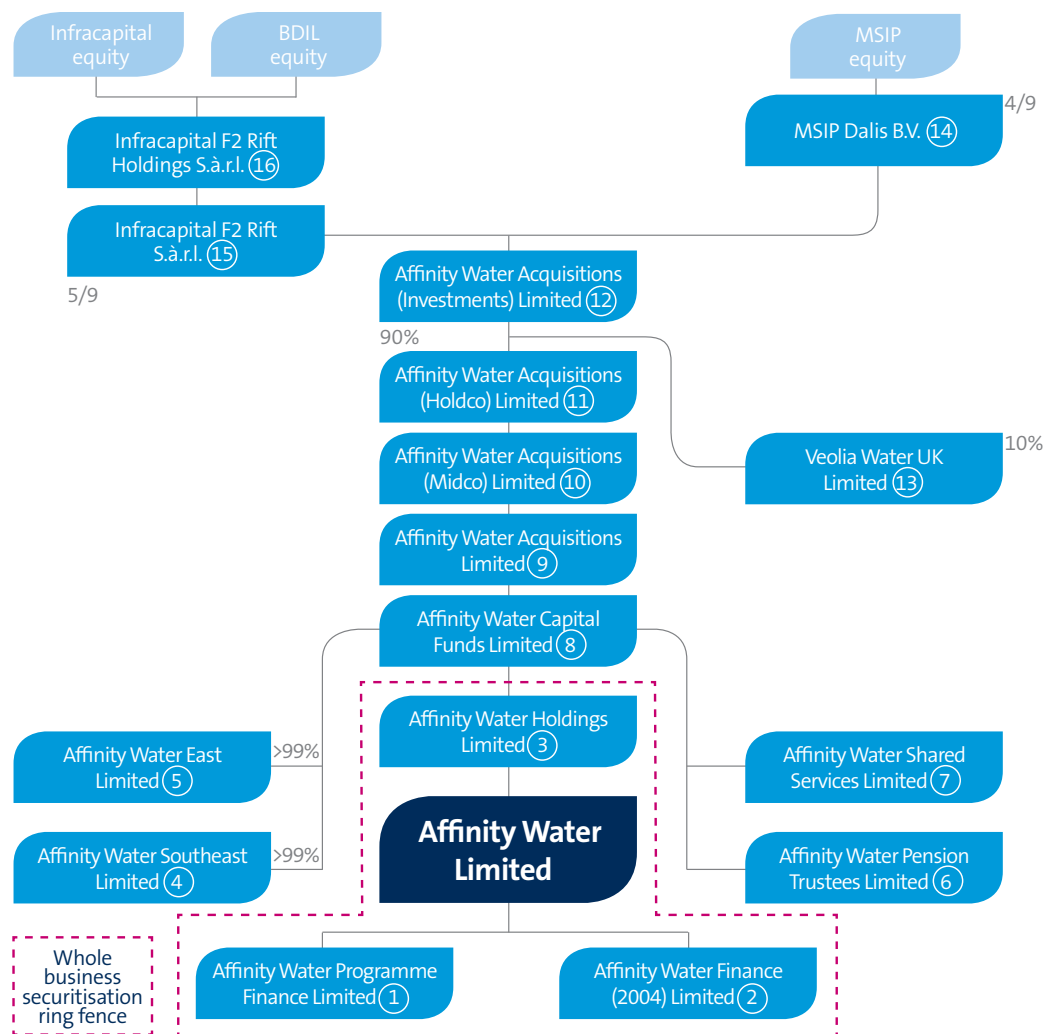 Infracapital
equity
BDIL
equity
MSIP
equity
4/9
MSIP Dalis B.V. 14
Infracapital F2 Rift
Holdings S.à.r.l. 16
Infracapital F2 Rift
S.à.r.l. 15
5/9
Affinity Water Acquisitions
(Investments) Limited 12
90%
Affinity Water Acquisitions
(Holdco) Limited 11
Affinity Water Acquisitions
(Midco) Limited 10
Veolia Water UK
Limited 13
10%
Affinity Water Acquisitions
Limited 9
Affinity Water Capital
Funds Limited 8
Affinity Water Holdings
Limited 3
Affinity Water East
Limited 5
>99%
Affinity Water Shared
Services Limited 7
Affinity Water
Limited
Affinity Water Southeast
Limited 4
>99%
Affinity Water Pension
Trustees Limited 6
Whole
business
securitisation
ring fence
Affinity Water Programme
Finance Limited 1
Affinity Water Finance
(2004) Limited 2